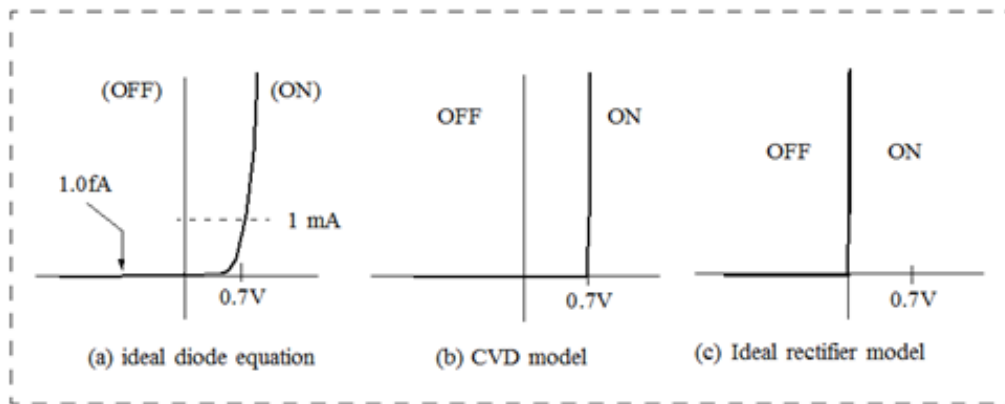 (OFF)
(ON)
1.0fA
1 mA
0.7V
(a) ideal diode equation
OFF
ON
0.7V
(b) CVD model
OFF
ON
0.7V
(c) Ideal rectifier model